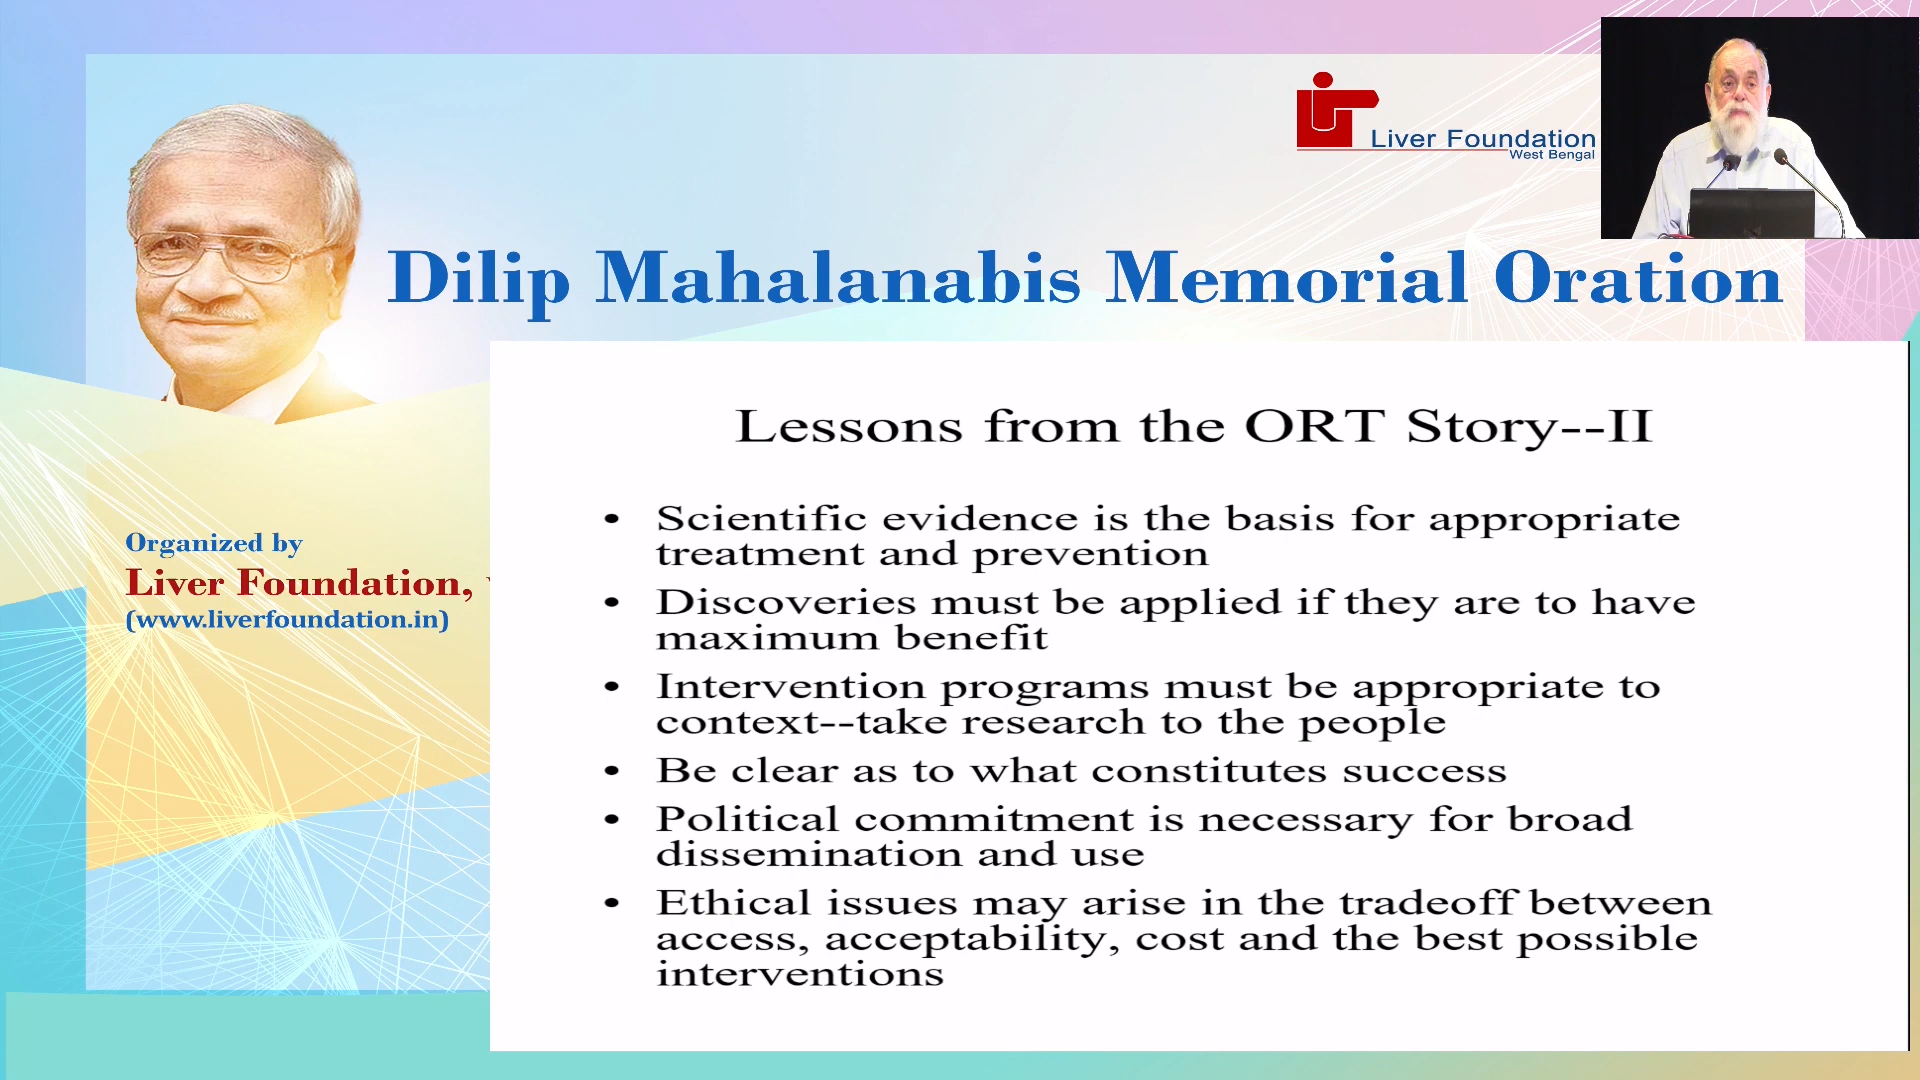 Liver Foundation
West Bengal
Dilip Mahalanabis Memorial Oration
Organized by
Liver Foundation,
(www.liverfoundation.in)
Lessons from the ORT Story--II
• Scientific evidence is the basis for appropriate
treatment and prevention
• Discoveries must be applied if they are to have
maximum benefit
• Intervention programs must be appropriate to
context--take research to the people
• Be clear as to what constitutes success
• Political commitment is necessary for broad
dissemination and use
• Ethical issues may arise in the tradeoff between
access, acceptability, cost and the best possible
interventions